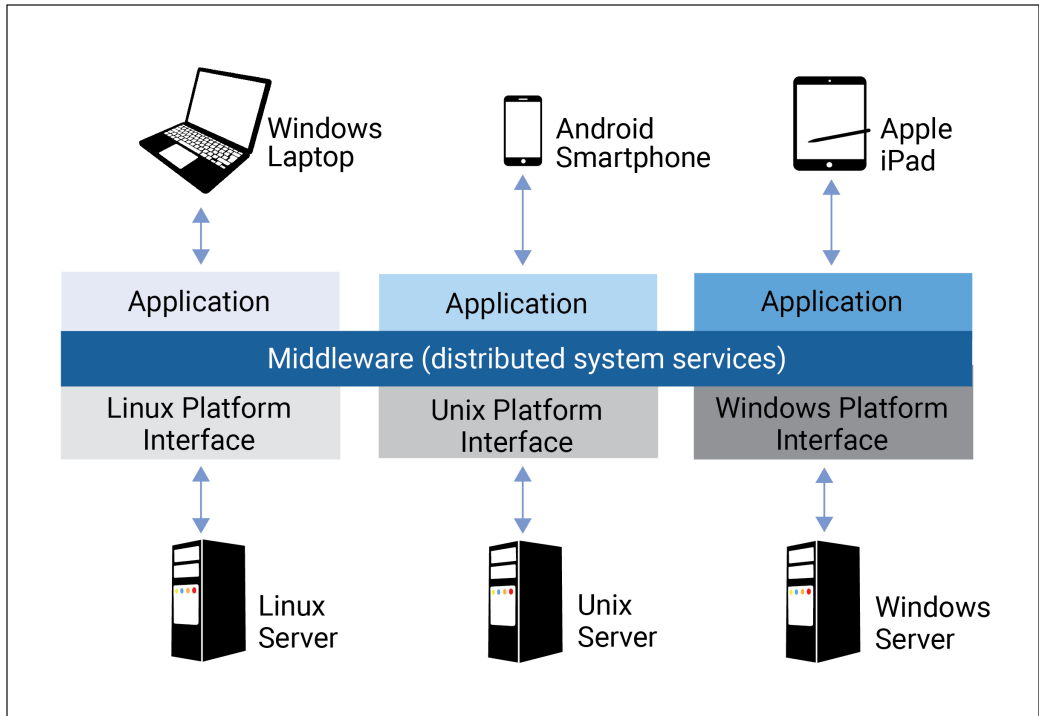 Windows
Laptop
Android
Smartphone
Apple
iPad
Application
Application
Application
Middleware (distributed system services)
Linux Platform
Interface
Unix Platform
Interface
Windows Platform
Interface
Linux
Server
Unix
Server
Windows
Server